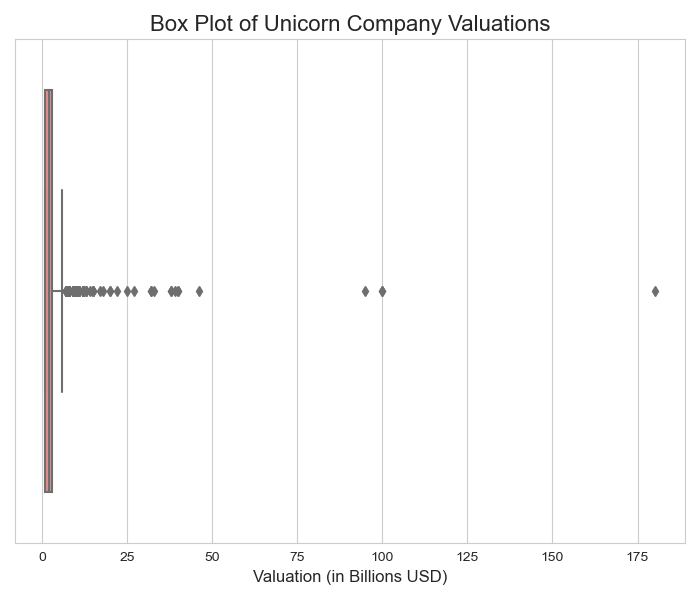 Box Plot of Unicorn Company Valuations
0 25 50 75 100 125 150 175
Valuation (in Billions USD)